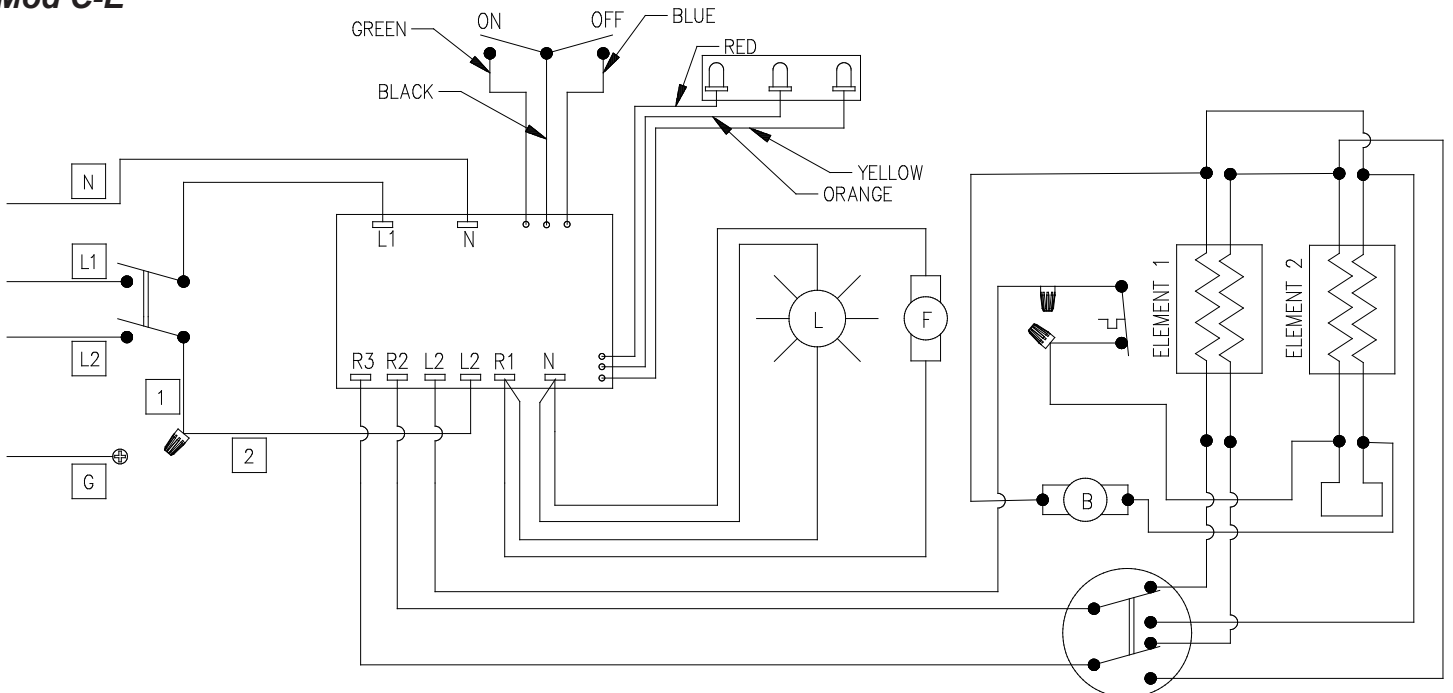 Mod C-E
GREEN
ON
OFF
BLUE
RED
BLACK
YELLOW
ORANGE
N
L1
L2
G
1
2
L1
N
R3
R2
L2
L2
R1
N
L
F
B
ELEMENT 1
ELEMENT 2